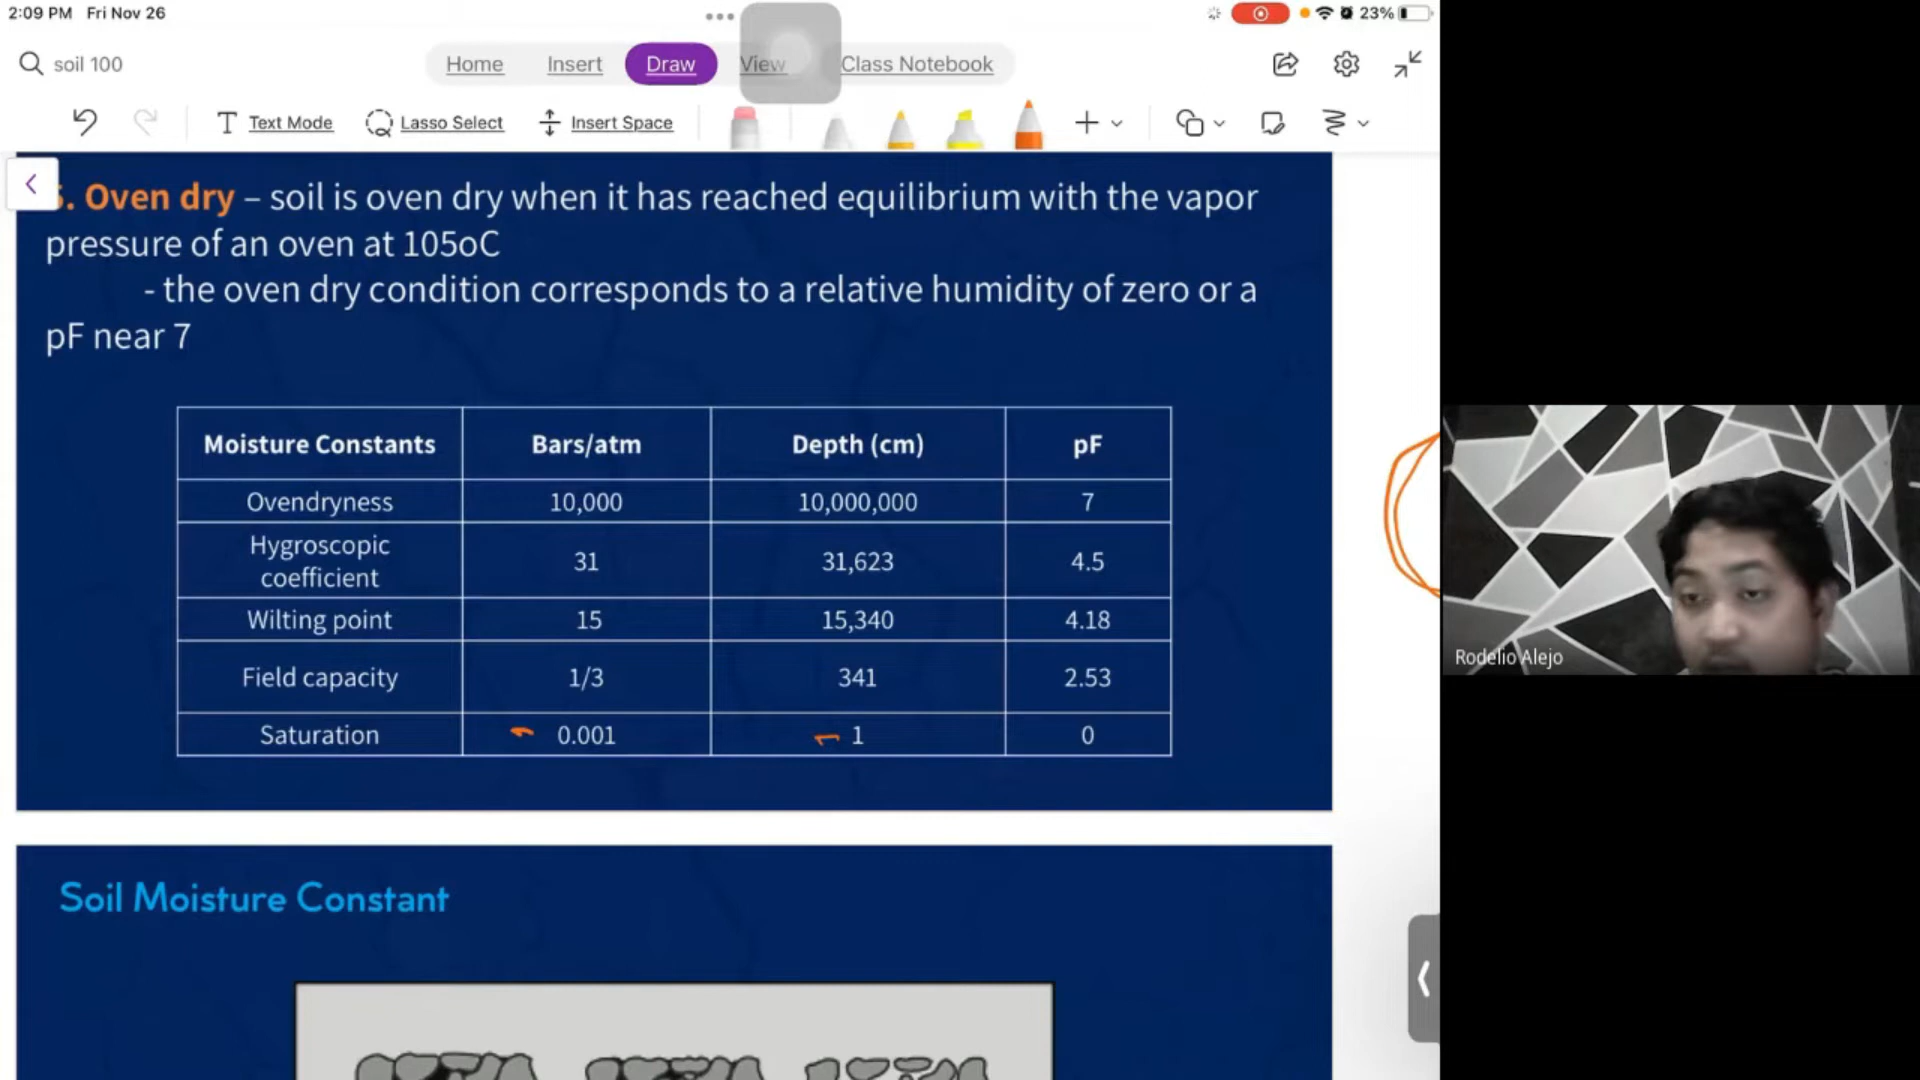 2:09 PM Fri Nov 26
23%
soil 100
Home Insert Draw View Class Notebook
Text Mode Lasso Select Insert Space
. Oven dry – soil is oven dry when it has reached equilibrium with the vapor
pressure of an oven at 105oC
- the oven dry condition corresponds to a relative humidity of zero or a
pF near 7
Moisture Constants Bars/atm Depth (cm) pF
Ovendryness 10,000 10,000,000 7
Hygroscopic
coefficient 31 31,623 4.5
Wilting point 15 15,340 4.18
Field capacity 1/3 341 2.53
Saturation 0.001 1 0
Rodelio Alejo
Soil Moisture Constant